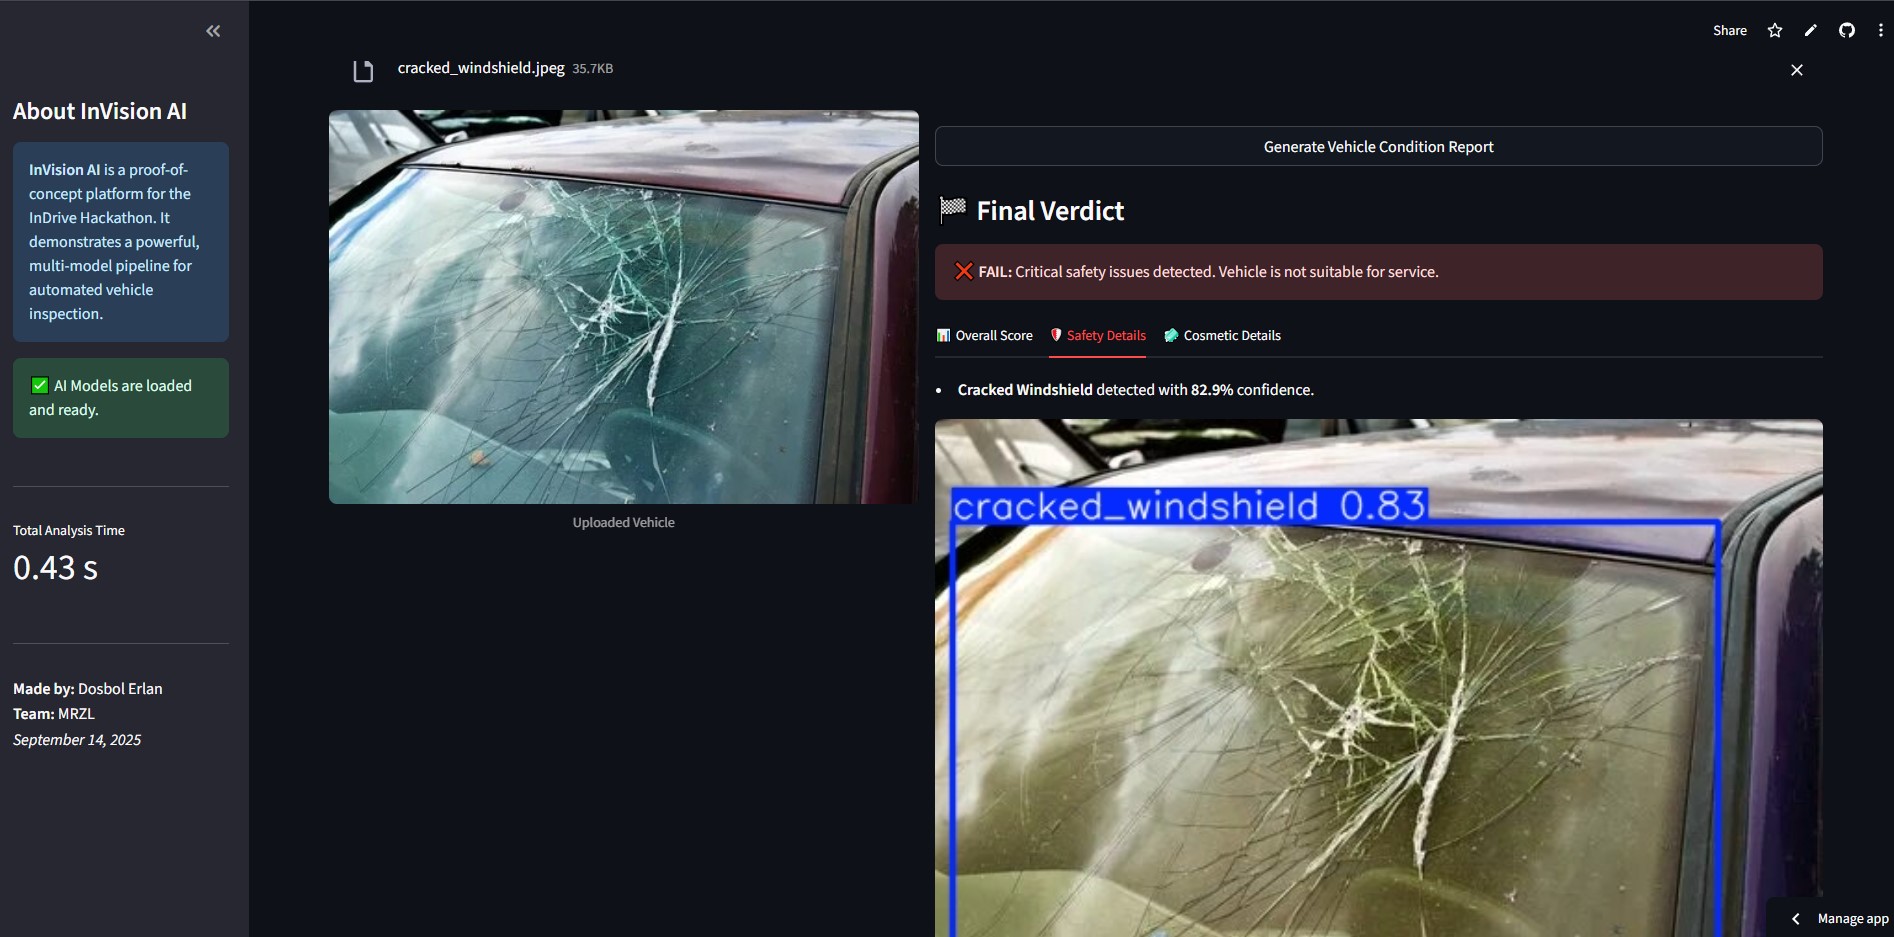 About InVision AI
InVision AI is a proof-of-
concept platform for the
InDrive Hackathon. It
demonstrates a powerful,
multi-model pipeline for
automated vehicle
inspection.
✅ AI Models are loaded
and ready.
Total Analysis Time
0.43 s
Made by: Dosbol Erlan
Team: MRZL
September 14, 2025
Share
cracked_windshield.jpeg 35.7KB
Uploaded Vehicle
Generate Vehicle Condition Report
🏁 Final Verdict
❌ FAIL: Critical safety issues detected. Vehicle is not suitable for service.
Overall Score Safety Details Cosmetic Details
• Cracked Windshield detected with 82.9% confidence.
cracked_windshield 0.83
Manage app